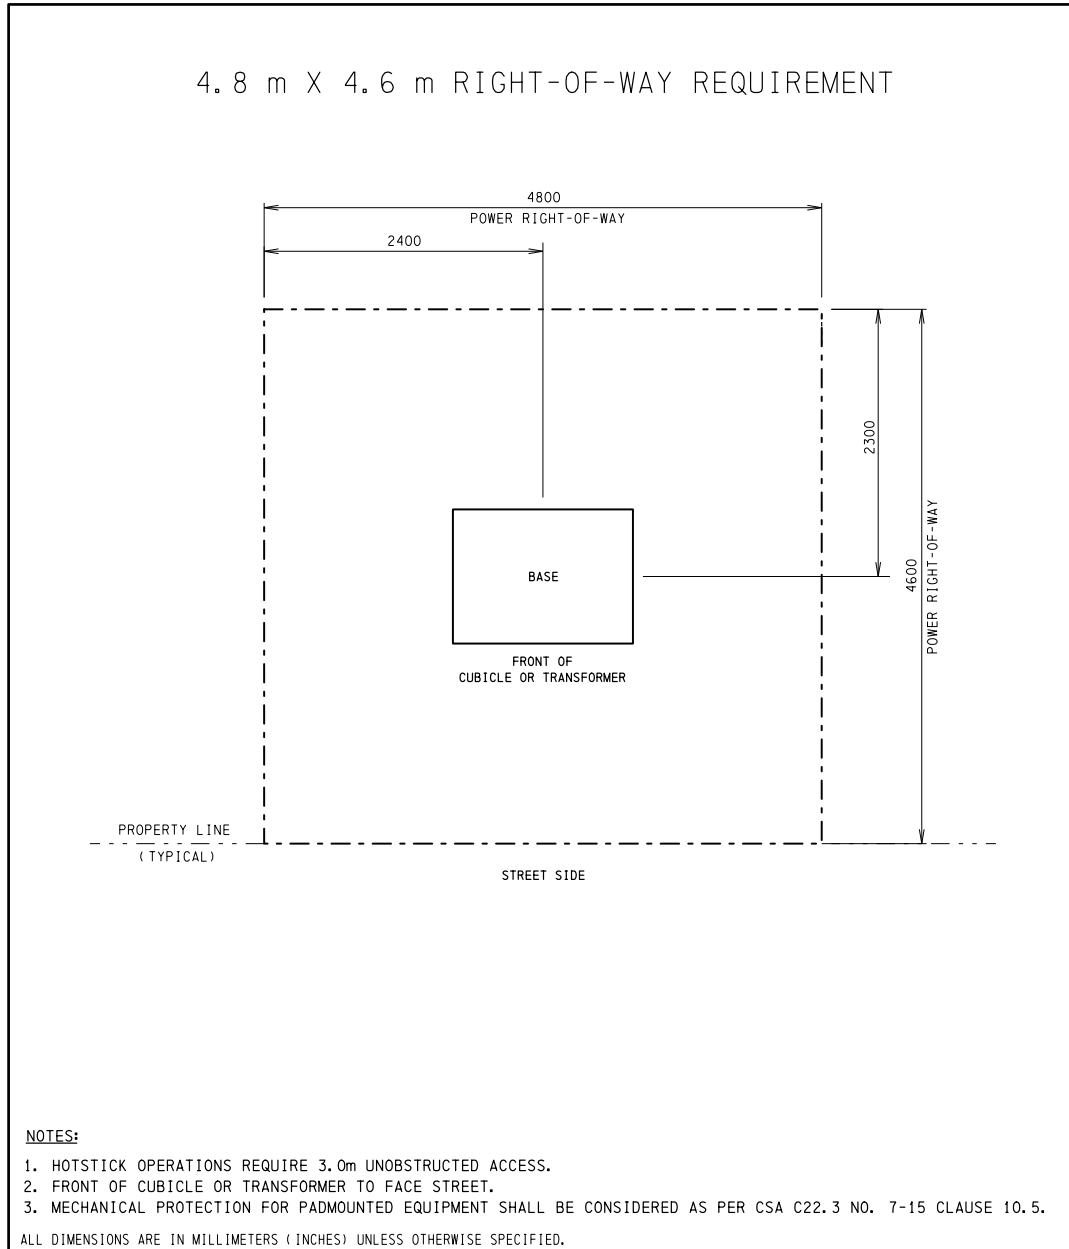 4.8 m X 4.6 m RIGHT-OF-WAY REQUIREMENT
4800
POWER RIGHT-OF-WAY
2400
2300
4600
POWER RIGHT-OF-WAY
BASE
FRONT OF
CUBICLE OR TRANSFORMER
PROPERTY LINE
(TYPICAL)
STREET SIDE
NOTES:
1. HOTSTICK OPERATIONS REQUIRE 3.0m UNOBSTRUCTED ACCESS.
2. FRONT OF CUBICLE OR TRANSFORMER TO FACE STREET.
3. MECHANICAL PROTECTION FOR PADMOUNTED EQUIPMENT SHALL BE CONSIDERED AS PER CSA C22.3 NO. 7-15 CLAUSE 10.5.
ALL DIMENSIONS ARE IN MILLIMETERS (INCHES) UNLESS OTHERWISE SPECIFIED.